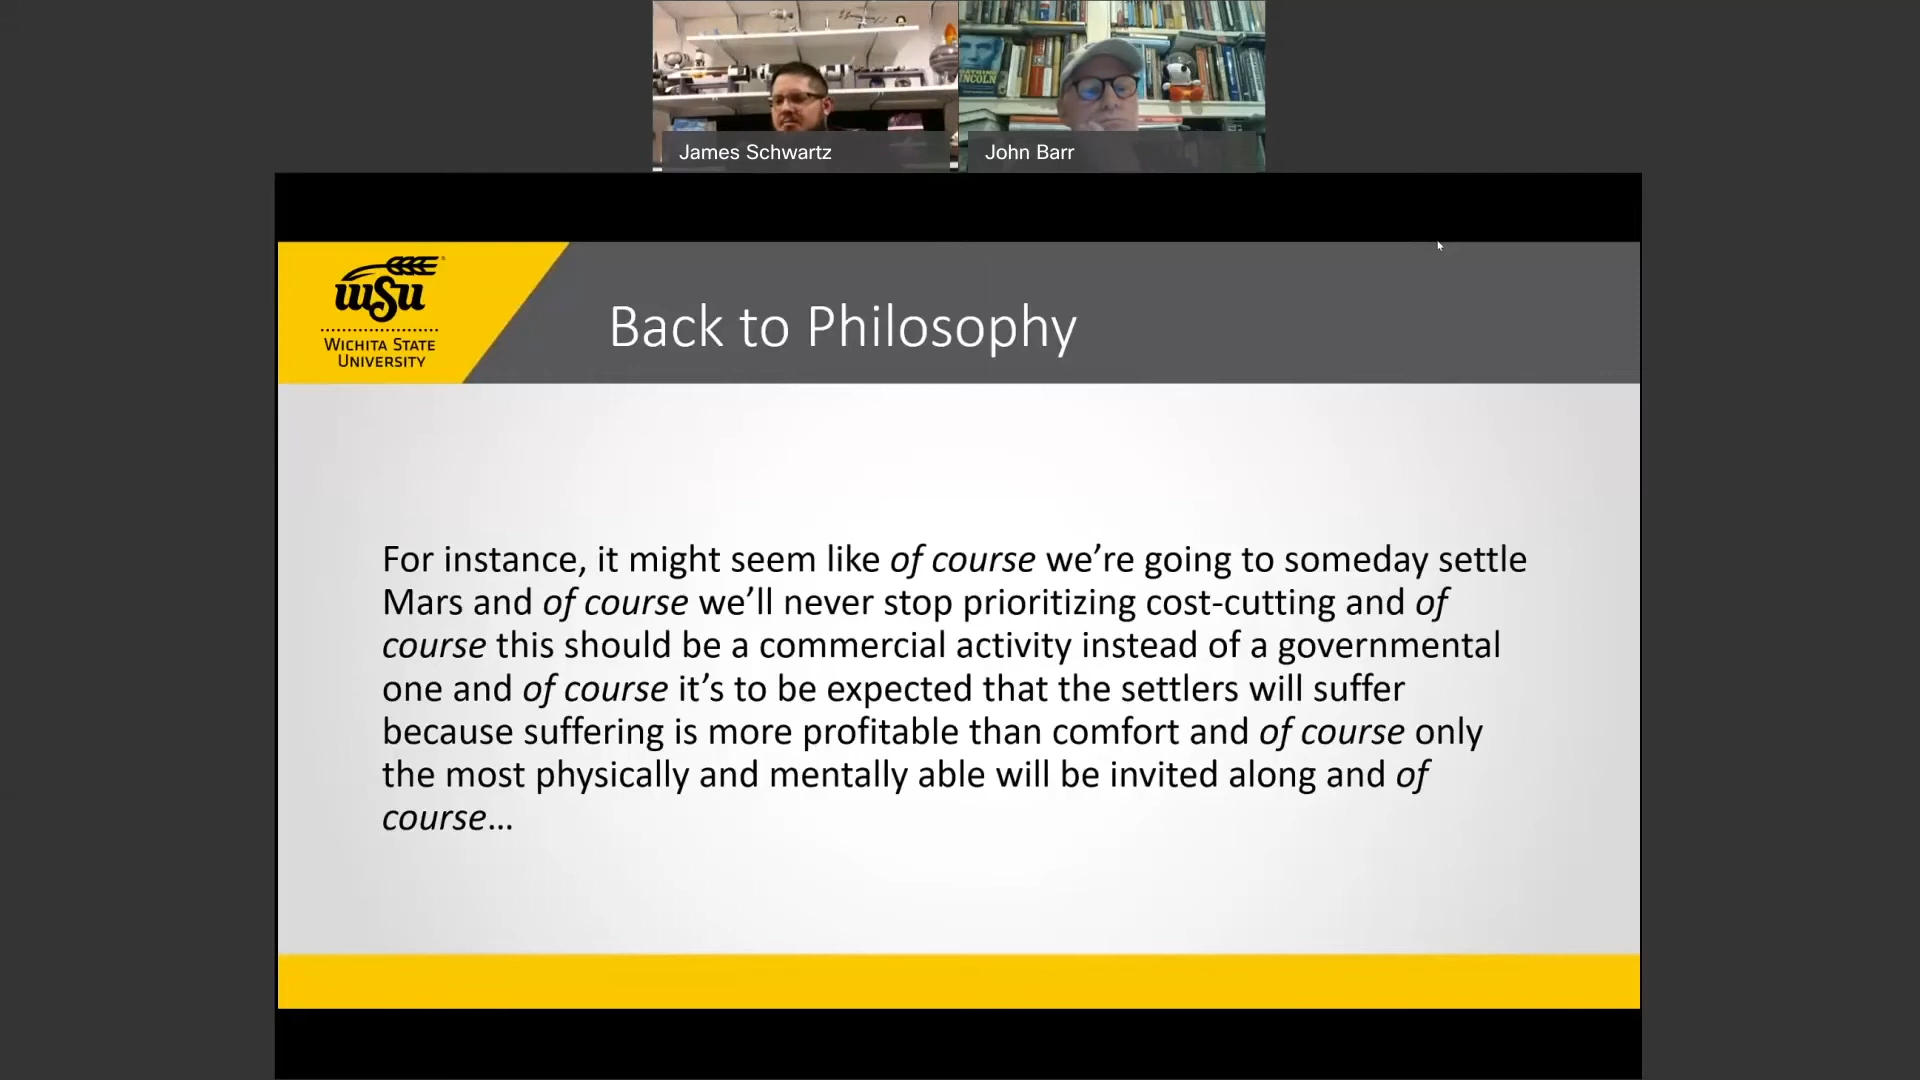 LINCOLN
James Schwartz
John Barr
wsu
WICHITA STATE
UNIVERSITY
Back to Philosophy
For instance, it might seem like of course we’re going to someday settle
Mars and of course we’ll never stop prioritizing cost-cutting and of
course this should be a commercial activity instead of a governmental
one and of course it’s to be expected that the settlers will suffer
because suffering is more profitable than comfort and of course only
the most physically and mentally able will be invited along and of
course…